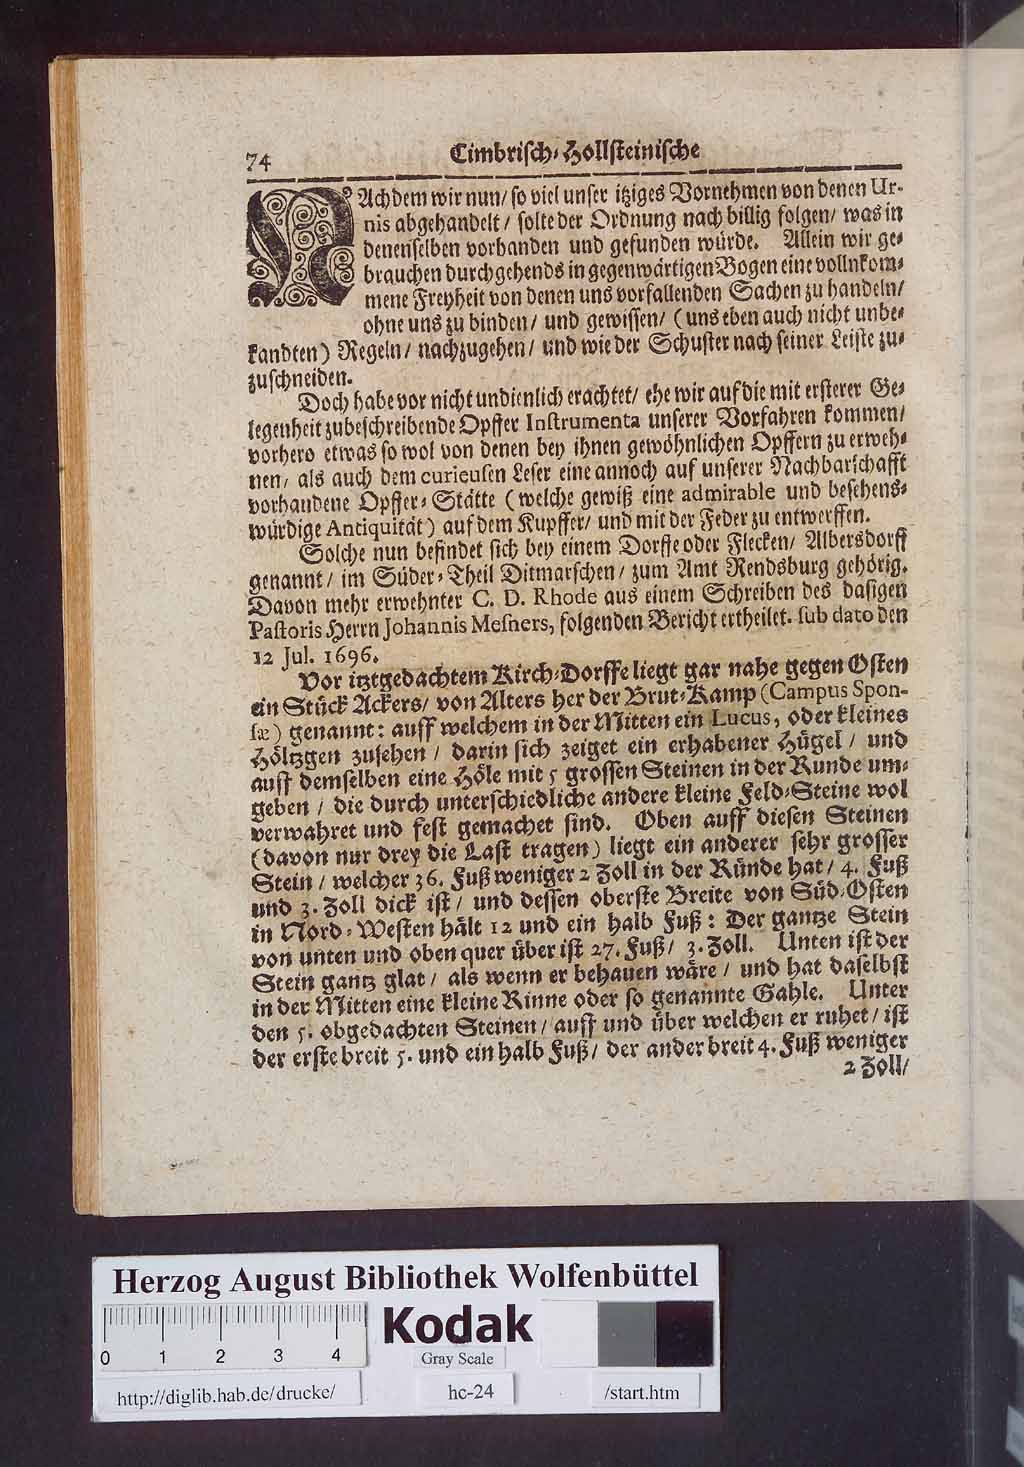 74
Cimbrisch-Hollsteinische
NAchdem wir nun/ so viel unser itziges Vornehmen von denen Ur-
nis abgehandelt/ solte der Ordnung nach billig folgen/ was in
denenselben vorhanden und gefunden würde. Allein wir ge-
brauchen durchgehends in gegenwärtigen Bogen eine vollnkom-
mene Freyheit von denen uns vorfallenden Sachen zu handeln/
ohne uns zu binden/ und gewissen/ (uns eben auch nicht unbe-
kandten) Regeln/ nachzugehen/ und wie der Schuster nach seiner Leiste zu-
zuschneiden.
Doch habe vor nicht undienlich erachtet/ ehe wir auf die mit ersterer Ge-
legenheit zubeschreibende Opffer Instrumenta unserer Vorfahren kommen/
vorhero etwas so wol von denen bey ihnen gewöhnlichen Opffern zu erweh-
nen/ als auch dem curieusen Leser eine annoch auf unserer Nachbarschafft
vorhandene Opffer-Stätte (welche gewiß eine admirable und besehens-
würdige Antiquität) auf dem Kupffer/ und mit der Feder zu entwerffen.
Solche nun befindet sich bey einem Dorffe oder Flecken/ Albersdorff
genannt/ im Süder-Theil Ditmarschen/ zum Amt Rendsburg gehörig.
Davon mehr erwehnter C. D. Rhode aus einem Schreiben des dasigen
Pastoris Herrn Johannis Mesners, folgenden Bericht ertheilet. sub dato den
12 Jul. 1696.
Vor itztgedachtem Kirch-Dorffe liegt gar nahe gegen Osten
ein Stück Ackers/ von Alters her der Brut-Kamp (Campus Spon-
sæ) genannt: auff welchem in der Mitten ein Lucus, oder kleines
Höltzgen zusehen/ darin sich zeiget ein erhabener Hügel/ und
auff demselben eine Höle mit 5 grossen Steinen in der Runde um-
geben/ die durch unterschiedliche andere kleine Feld-Steine wol
verwahret und fest gemachet sind. Oben auff diesen Steinen
(davon nur drey die Last tragen) liegt ein anderer sehr grosser
Stein/ welcher 36. Fuß weniger 2 Zoll in der Ründe hat/ 4. Fuß
und 3. Zoll dick ist/ und dessen oberste Breite von Süd-Osten
in Nord-Westen hält 12 und ein halb Fuß: Der gantze Stein
von unten und oben quer über ist 27. Fuß/ 3. Zoll. Unten ist der
Stein gantz glat/ als wenn er behauen wäre/ und hat daselbst
in der Mitten eine kleine Rinne oder so genannte Gahle. Unter
den 5. obgedachten Steinen/ auff und über welchen er ruhet/ ist
der erste breit 5. und ein halb Fuß/ der ander breit 4. Fuß weniger
2 Zoll/
Herzog August Bibliothek Wolfenbüttel
0 1 2 3 4
Kodak
Gray Scale
http://diglib.hab.de/drucke/
hc-24
/start.htm